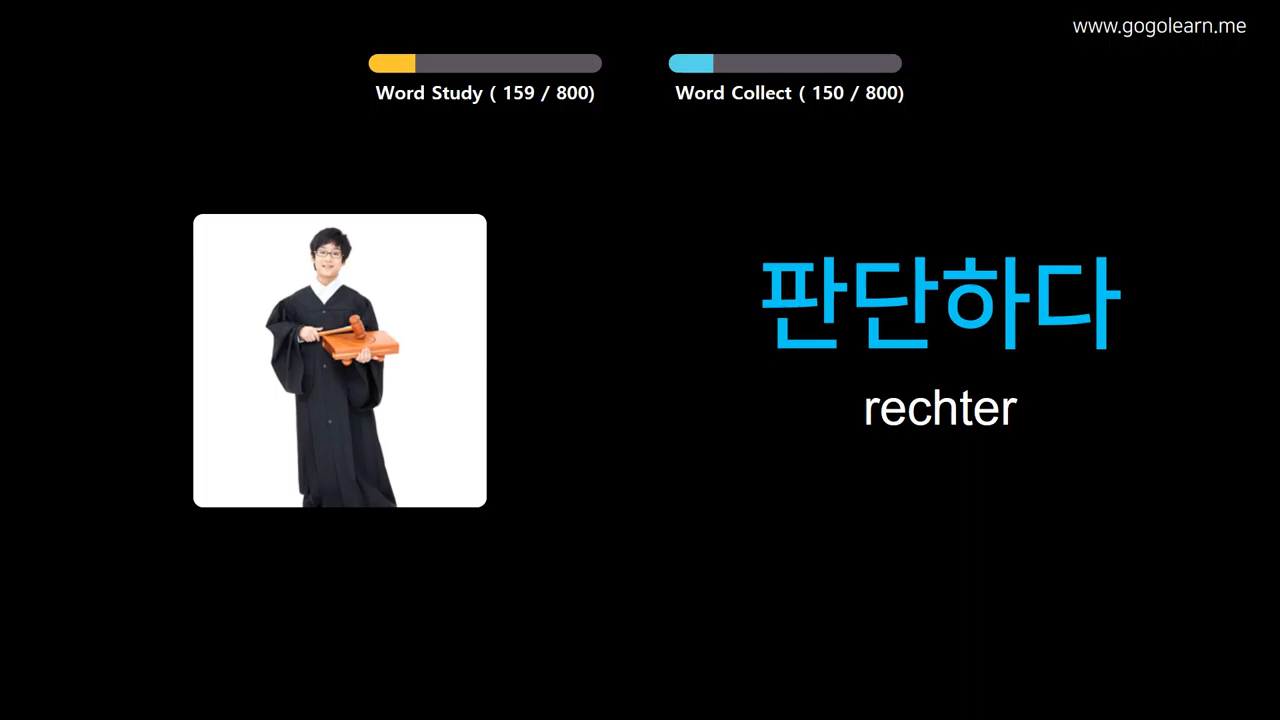 www.gogolearn.me
Word Study ( 159 / 800)
Word Collect ( 150 / 800)
판단하다
rechter